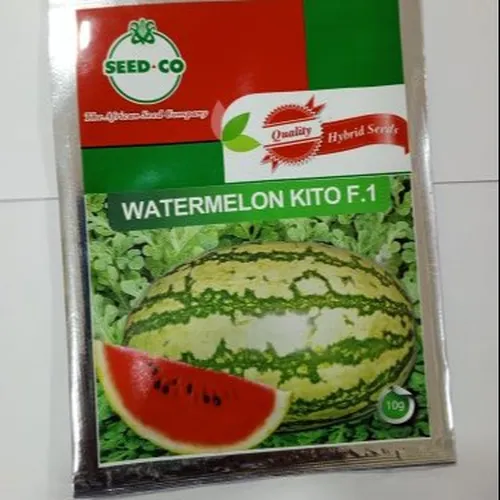 SEED·CO
The African Seed Company
Quality
Hybrid Seeds
WATERMELON KITO F.1
10g